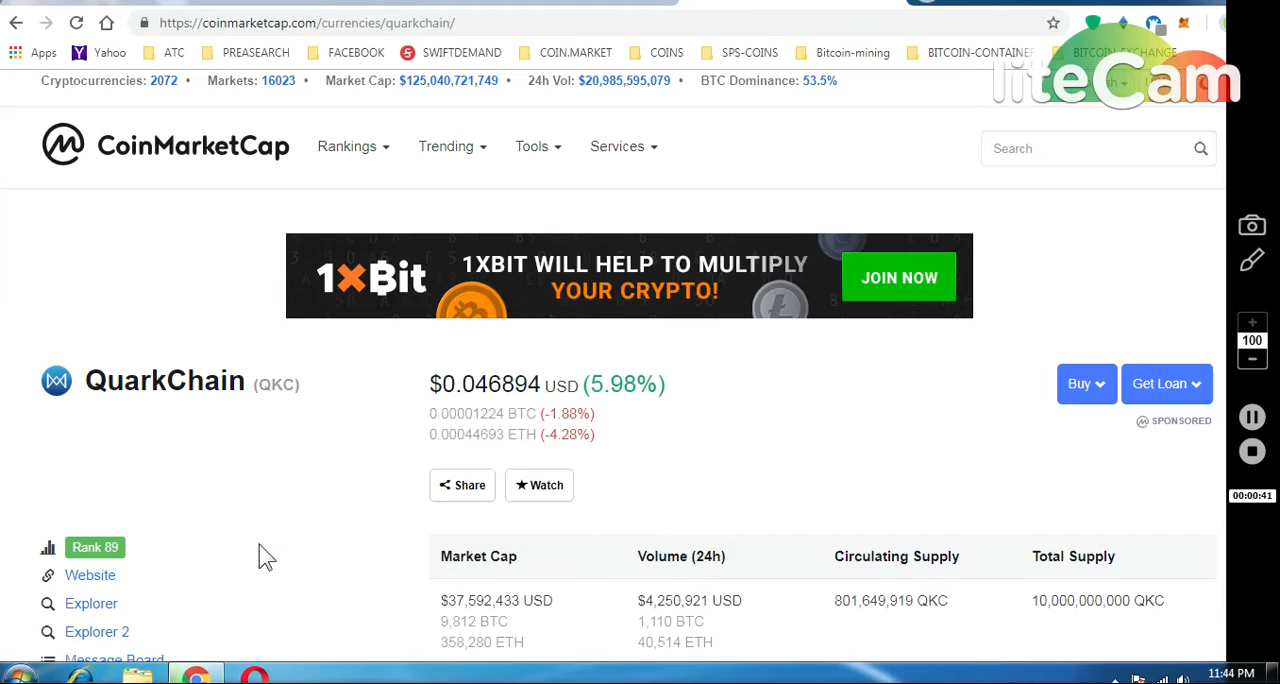 https://coinmarketcap.com/currencies/quarkchain/
Apps Yahoo ATC PREASEARCH FACEBOOK SWIFTDEMAND COIN.MARKET COINS SPS-COINS Bitcoin-mining BITCOIN-CONTAINER BITCOIN-EXCHANGE
Cryptocurrencies: 2072 • Markets: 16023 • Market Cap: $125,040,721,749 • 24h Vol: $20,985,595,079 • BTC Dominance: 53.5%
liteCam
CoinMarketCap Rankings Trending Tools Services Search
1XBit 1XBIT WILL HELP TO MULTIPLY
YOUR CRYPTO! JOIN NOW
QuarkChain (QKC) $0.046894 USD (5.98%) Buy Get Loan
0.00001224 BTC (-1.88%)
0.00044693 ETH (-4.28%)
SPONSORED
Share Watch
100
00:00:41
Rank 89
Website
Explorer
Explorer 2
Message Board
Market Cap Volume (24h) Circulating Supply Total Supply
$37,592,433 USD $4,250,921 USD 801,649,919 QKC 10,000,000,000 QKC
9,812 BTC 1,110 BTC
358,280 ETH 40,514 ETH
11:44 PM